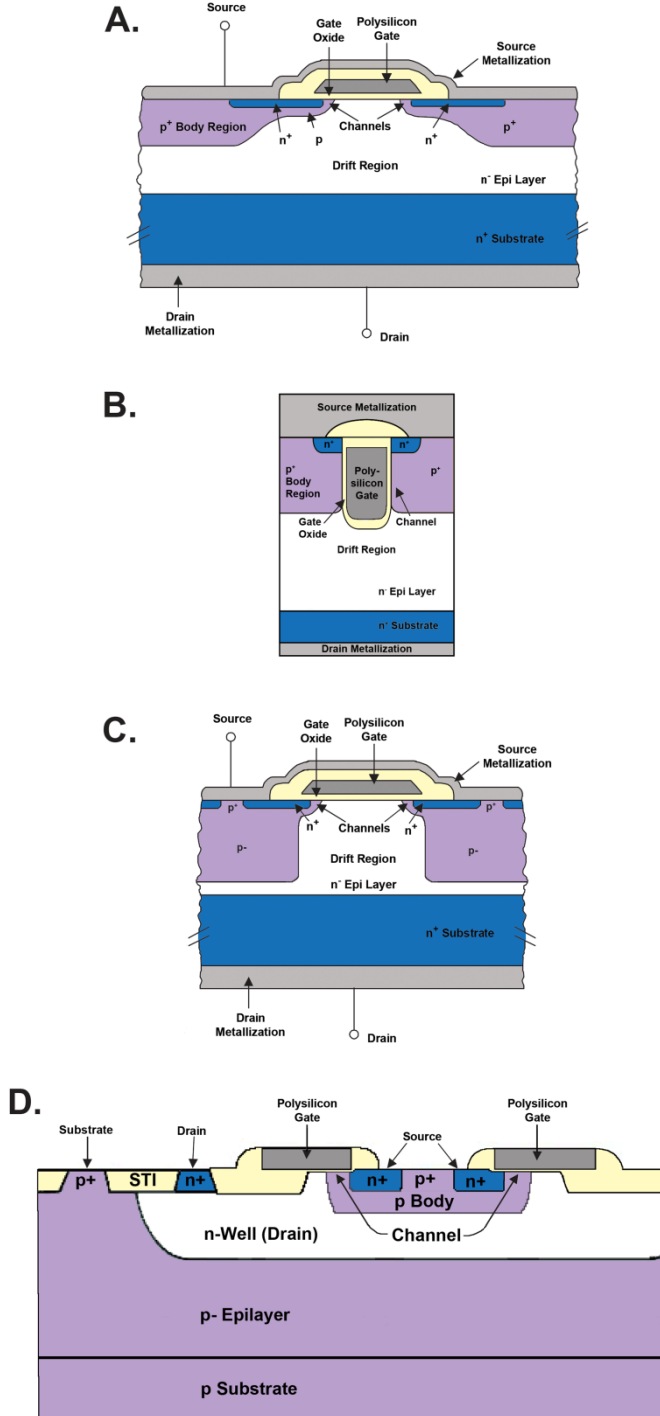 A.
Source
Gate
Oxide
Polysilicon
Gate
Source
Metallization
p+ Body Region
n+
p
Channels
n+
p+
Drift Region
n- Epi Layer
n+ Substrate
Drain
Metallization
Drain
B.
Source Metallization
n+
n+
p+
Body
Region
Poly-
silicon
Gate
p+
Gate
Oxide
Channel
Drift Region
n- Epi Layer
n+ Substrate
Drain Metallization
C.
Source
Gate
Oxide
Polysilicon
Gate
Source
Metallization
p+
n+
Channels
n+
p+
p-
Drift Region
p-
n- Epi Layer
n+ Substrate
Drain
Metallization
Drain
D.
Substrate
Drain
Polysilicon
Gate
Source
Polysilicon
Gate
p+
STI
n+
n+
p+
n+
p Body
n-Well (Drain)
Channel
p- Epilayer
p Substrate